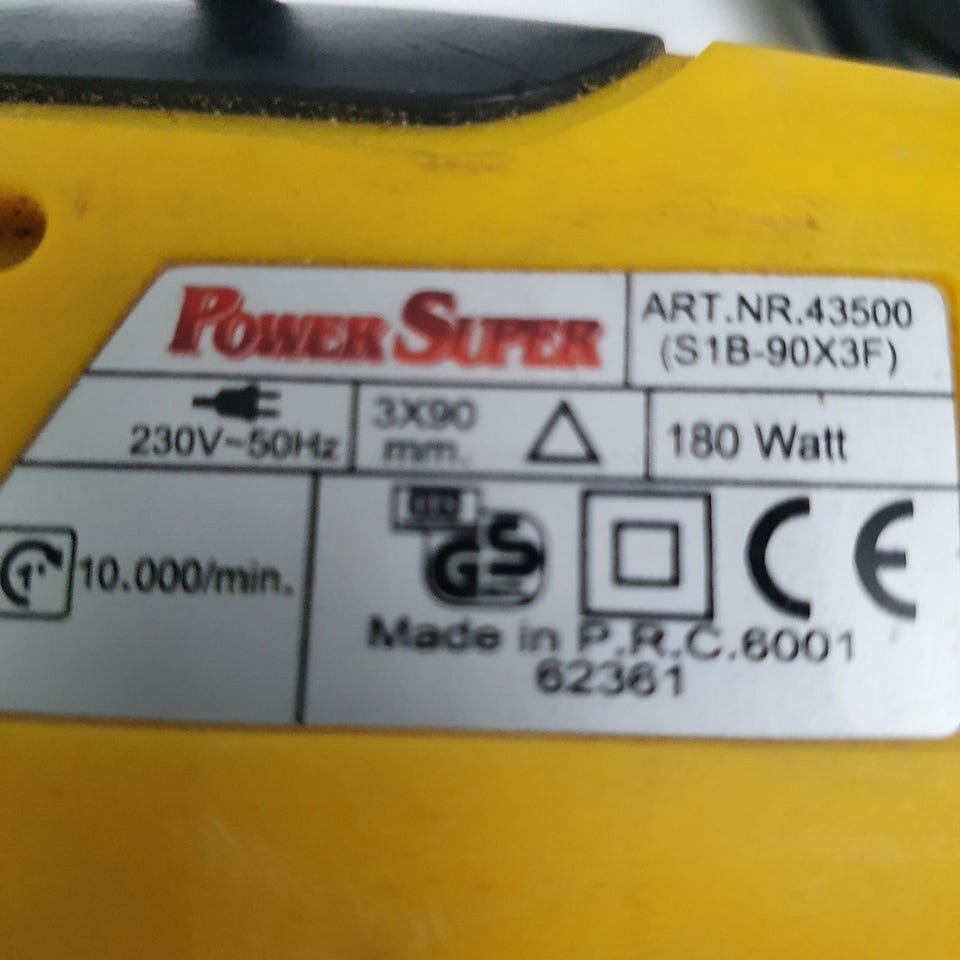 POWER SUPER
ART.NR.43500
(S1B-90X3F)
230V~50Hz
3X90
mm.
180 Watt
1'
10.000/min.
GS
CE
Made in P.R.C.6001
62361